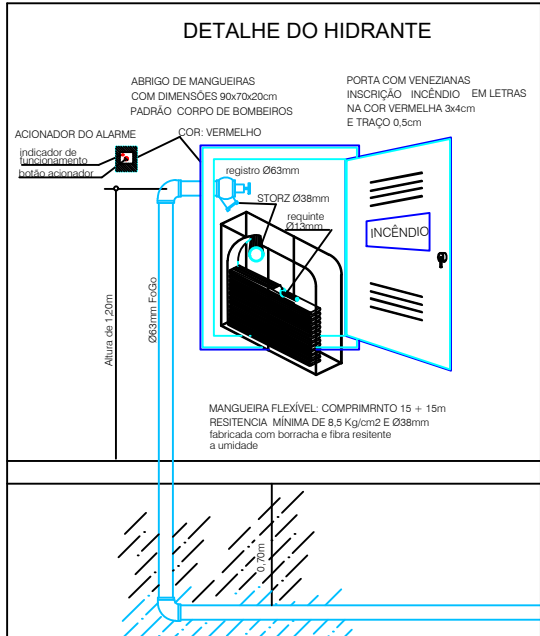 DETALHE DO HIDRANTE
ABRIGO DE MANGUEIRAS
COM DIMENSÕES 90x70x20cm
PADRÃO CORPO DE BOMBEIROS
COR: VERMELHO
PORTA COM VENEZIANAS
INSCRIÇÃO INCÊNDIO EM LETRAS
NA COR VERMELHA 3x4cm
E TRAÇO 0,5cm
ACIONADOR DO ALARME
indicador de
funcionamento
botão acionador
registro Ø63mm
STORZ Ø38mm
requinte
Ø13mm
INCÊNDIO
Altura de 1,20m
Ø63mm FoGo
MANGUEIRA FLEXÍVEL: COMPRIMRNTO 15 + 15m
RESITENCIA MÍNIMA DE 8,5 Kg/cm2 E Ø38mm
fabricada com borracha e fibra resitente
a umidade
0,70m